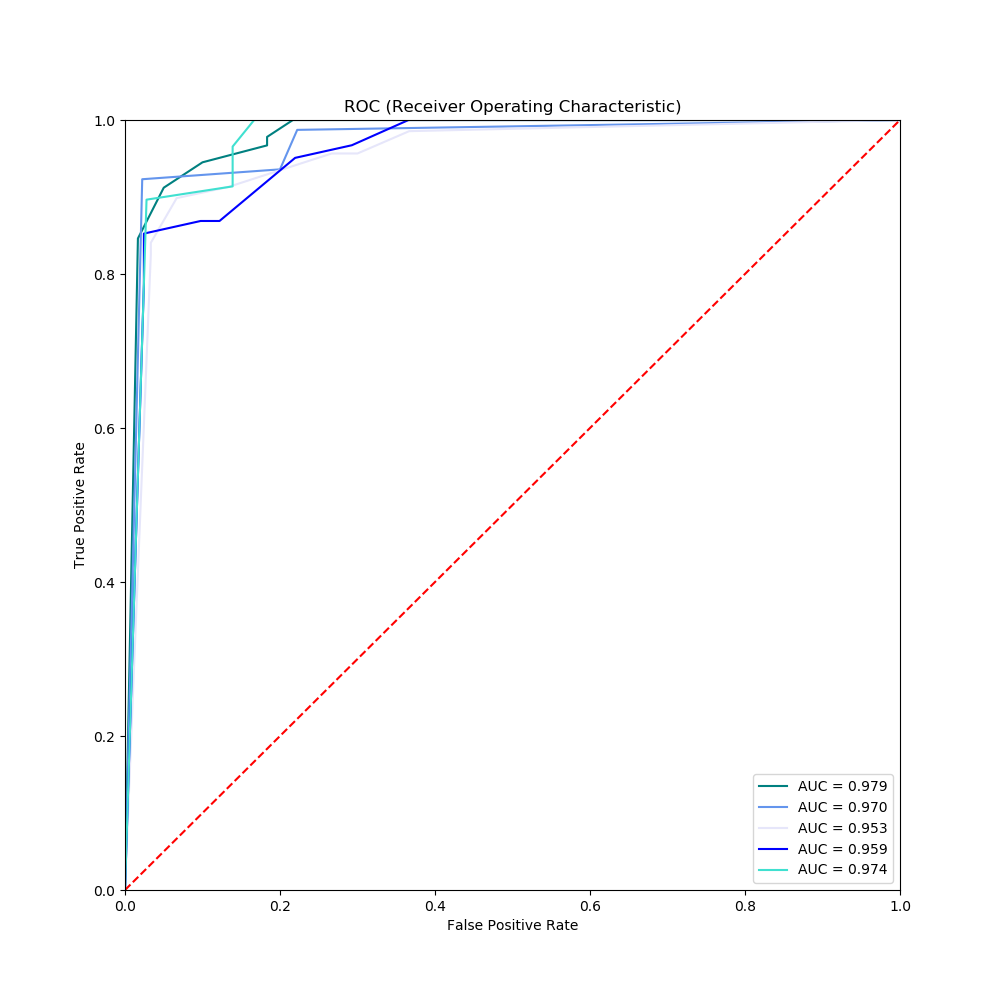 ROC (Receiver Operating Characteristic)
1.0
0.8
0.6
0.4
0.2
0.0
True Positive Rate
0.0 0.2 0.4 0.6 0.8 1.0
False Positive Rate
AUC = 0.979
AUC = 0.970
AUC = 0.953
AUC = 0.959
AUC = 0.974